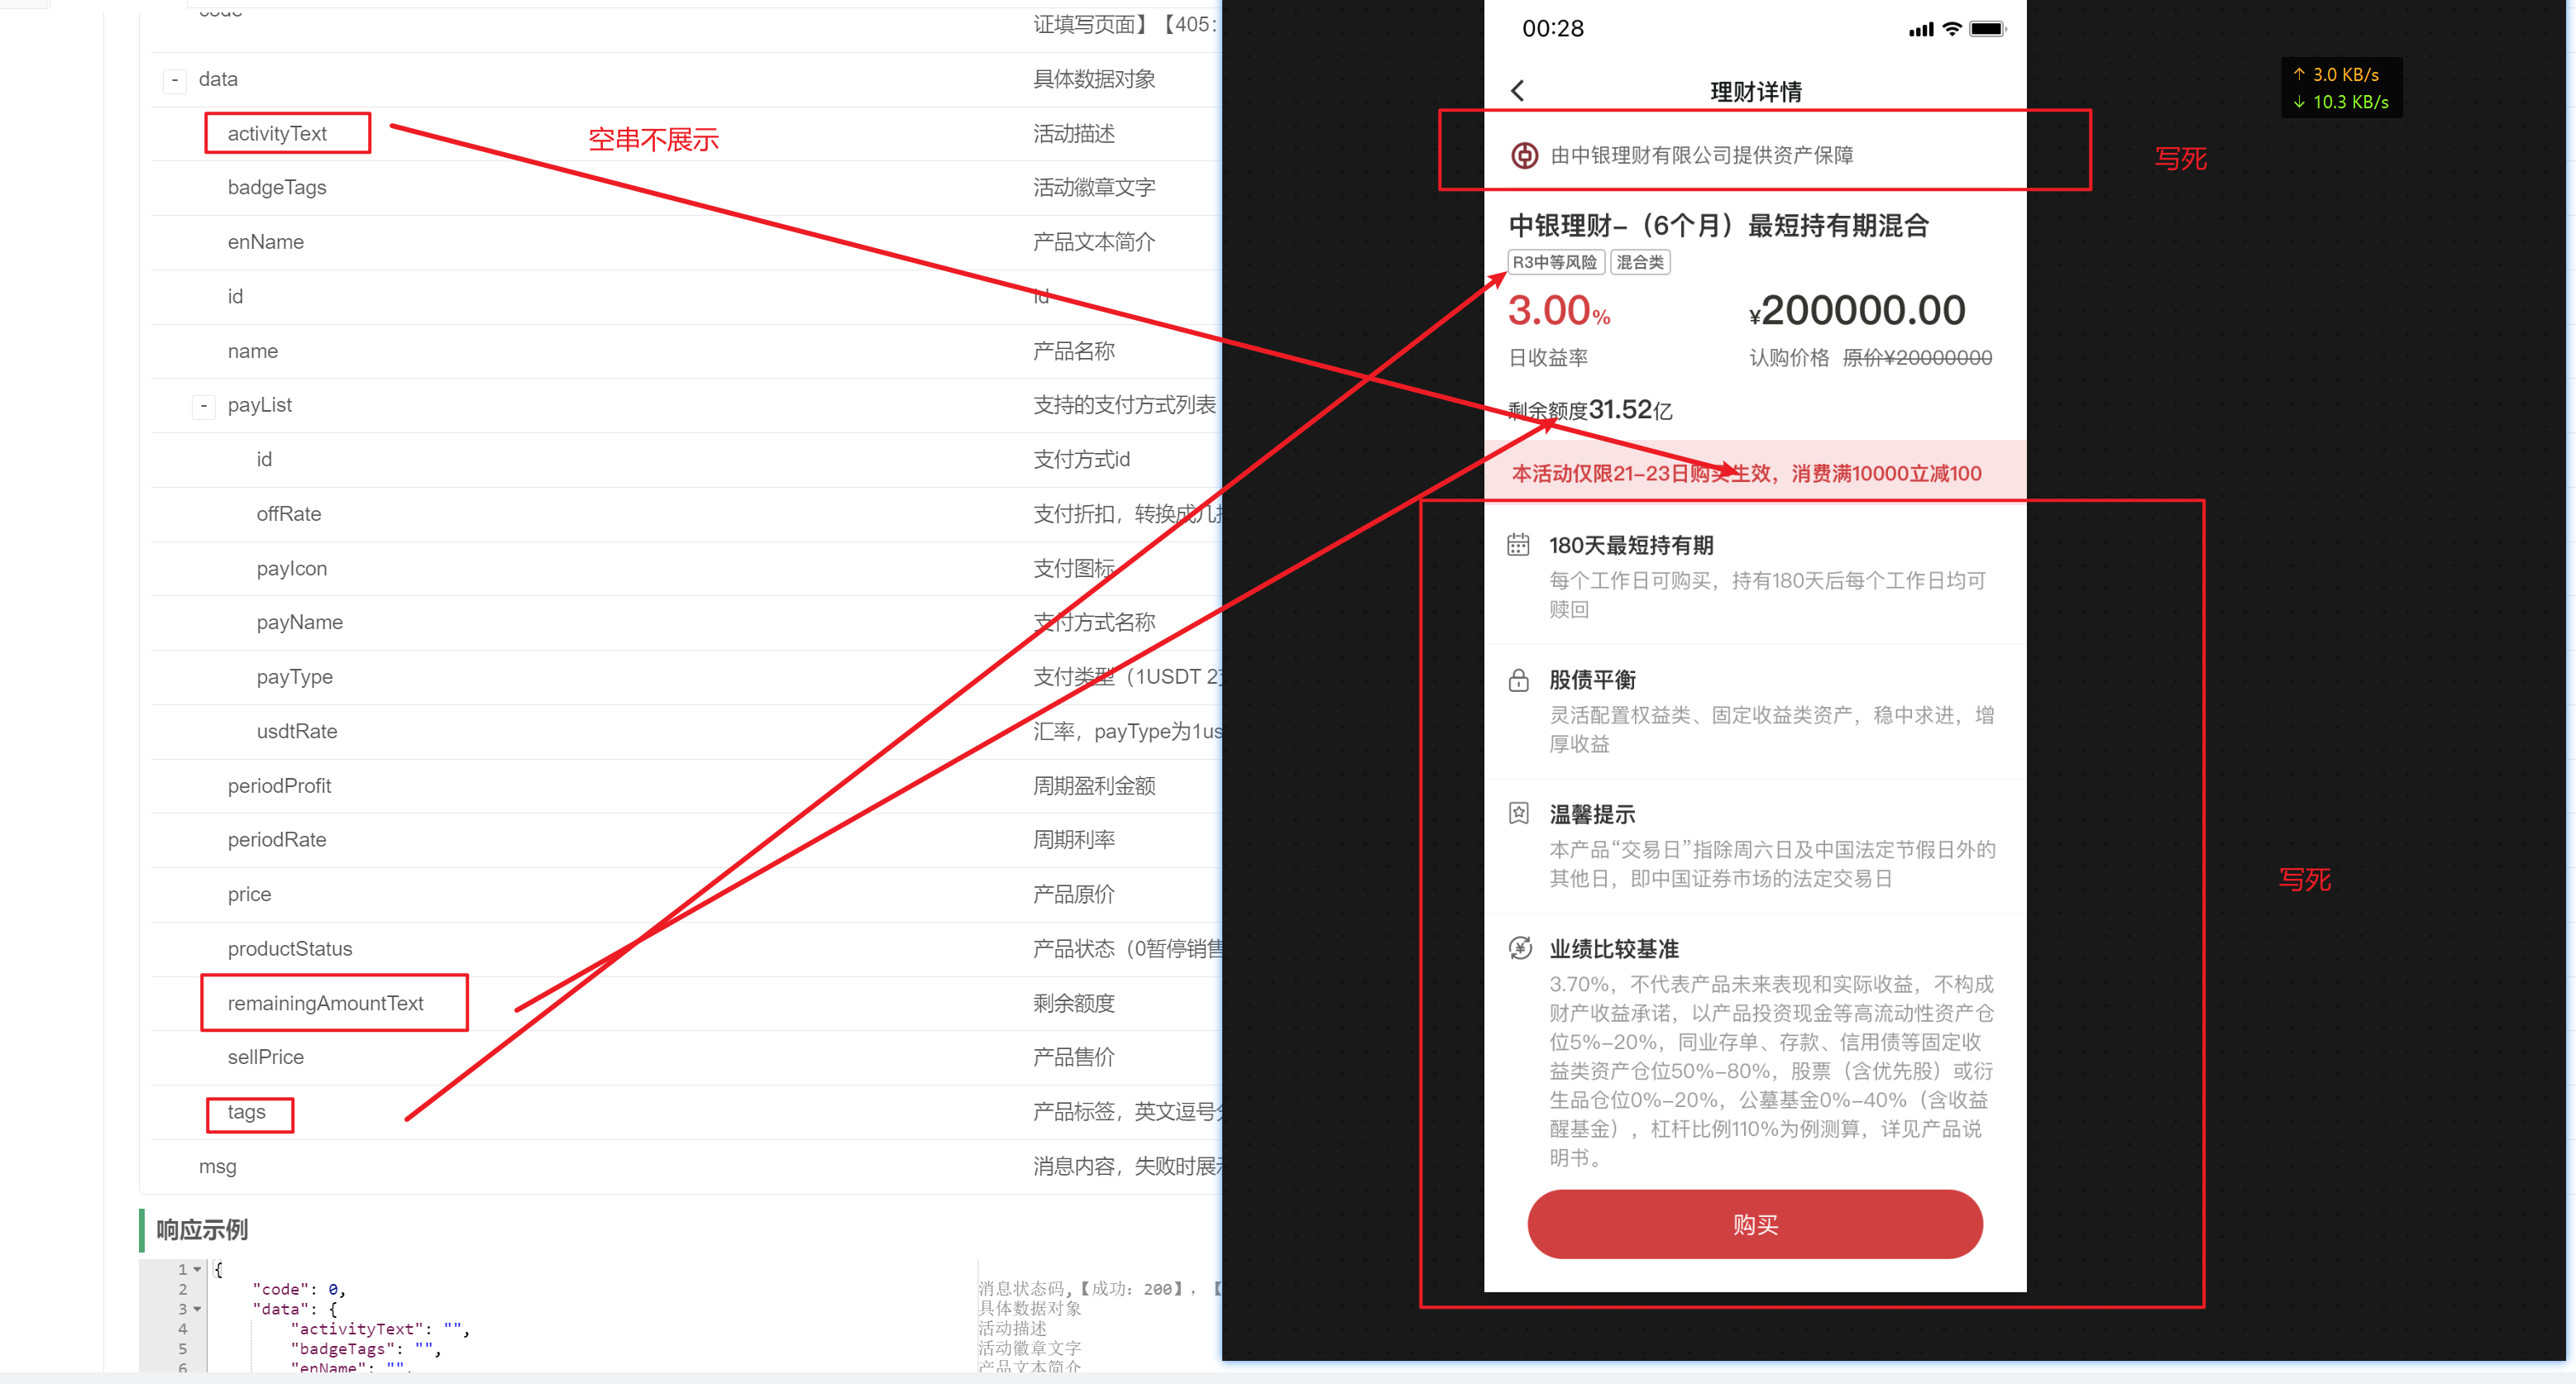 code
证填写页面】【405：
- data 具体数据对象
activityText 活动描述
空串不展示
badgeTags 活动徽章文字
enName 产品文本简介
id id
name 产品名称
- payList 支持的支付方式列表
id 支付方式id
offRate 支付折扣，转换成几折
payIcon 支付图标
payName 支付方式名称
payType 支付类型（1USDT 2支
usdtRate 汇率，payType为1us
periodProfit 周期盈利金额
periodRate 周期利率
price 产品原价
productStatus 产品状态（0暂停销售
remainingAmountText 剩余额度
sellPrice 产品售价
tags 产品标签，英文逗号分
msg 消息内容，失败时展示
响应示例
1 {
2 "code": 0, 消息状态码,【成功：200】，【
3 "data": { 具体数据对象
4 "activityText": "", 活动描述
5 "badgeTags": "", 活动徽章文字
6 "enName": "", 产品文本简介
00:28
理财详情
由中银理财有限公司提供资产保障
写死
中银理财-（6个月）最短持有期混合
R3中等风险 混合类
3.00% ¥200000.00
日收益率 认购价格 原价¥20000000
剩余额度31.52亿
本活动仅限21-23日购买生效，消费满10000立减100
180天最短持有期
每个工作日可购买，持有180天后每个工作日均可
赎回
股债平衡
灵活配置权益类、固定收益类资产，稳中求进，增
厚收益
温馨提示
本产品“交易日”指除周六日及中国法定节假日外的
其他日，即中国证券市场的法定交易日
业绩比较基准
3.70%，不代表产品未来表现和实际收益，不构成
财产收益承诺，以产品投资现金等高流动性资产仓
位5%-20%，同业存单、存款、信用债等固定收
益类资产仓位50%-80%，股票（含优先股）或衍
生品仓位0%-20%，公墓基金0%-40%（含收益
醒基金），杠杆比例110%为例测算，详见产品说
明书。
购买
写死
↑ 3.0 KB/s
↓ 10.3 KB/s